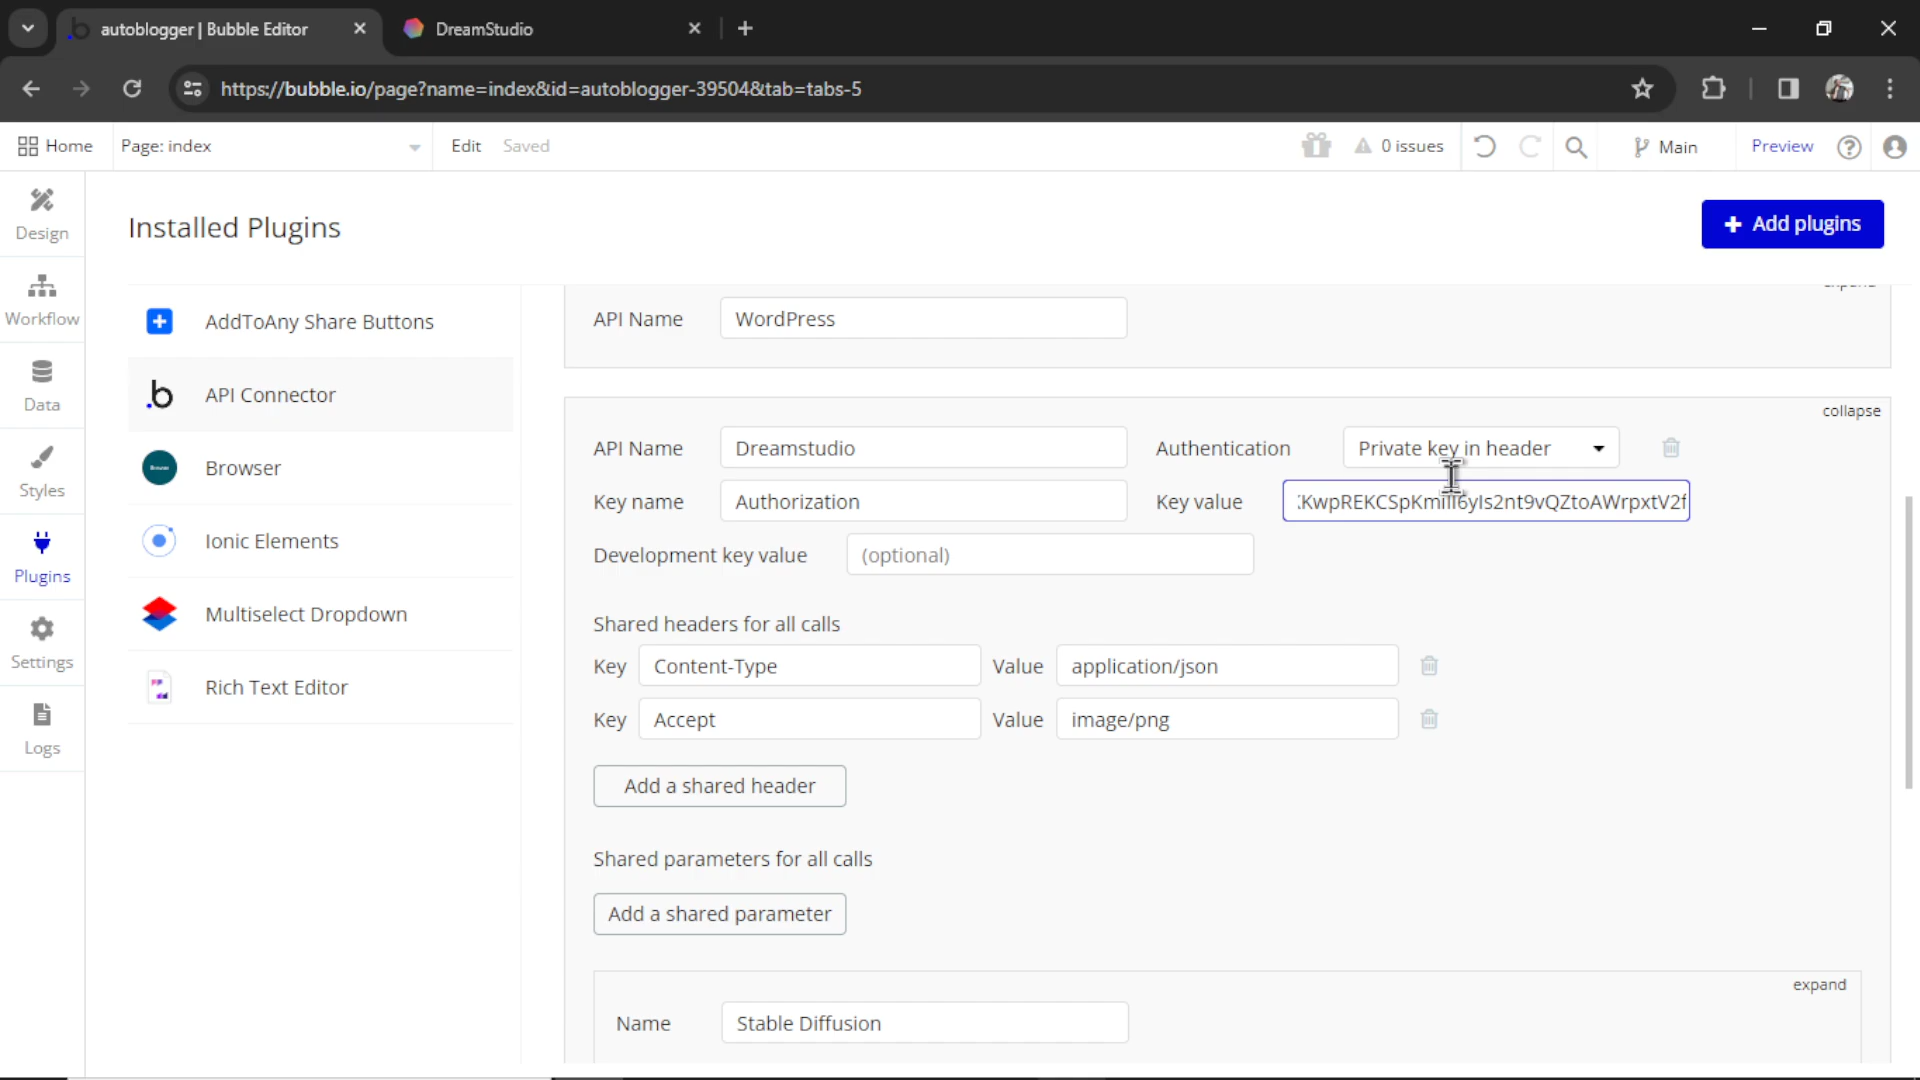 autoblogger | Bubble Editor
DreamStudio
https://bubble.io/page?name=index&id=autoblogger-39504&tab=tabs-5
Home
Page: index
Edit
Saved
0 issues
Main
Preview
Design
Workflow
Data
Styles
Plugins
Settings
Logs
Installed Plugins
Add plugins
AddToAny Share Buttons
API Connector
Browser
Ionic Elements
Multiselect Dropdown
Rich Text Editor
API Name WordPress
collapse
API Name Dreamstudio Authentication Private key in header
Key name Authorization Key value
Development key value (optional)
Shared headers for all calls
Key Content-Type Value application/json
Key Accept Value image/png
Add a shared header
Shared parameters for all calls
Add a shared parameter
expand
Name Stable Diffusion